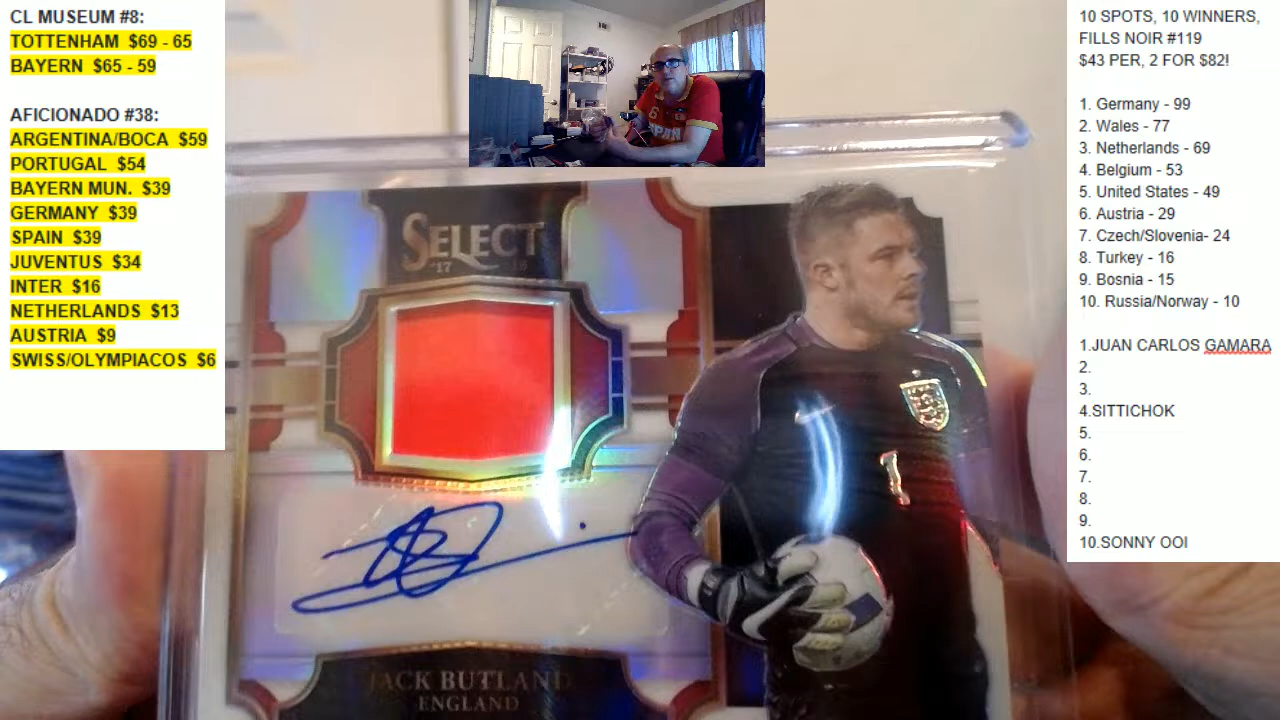 CL MUSEUM #8:
TOTTENHAM $69 - 65
BAYERN $65 - 59
AFICIONADO #38:
ARGENTINA/BOCA $59
PORTUGAL $54
BAYERN MUN. $39
GERMANY $39
SPAIN $39
JUVENTUS $34
INTER $16
NETHERLANDS $13
AUSTRIA $9
SWISS/OLYMPIACOS $6
SELECT
'17
1
JACK BUTLAND
ENGLAND
10 SPOTS, 10 WINNERS,
FILLS NOIR #119
$43 PER, 2 FOR $82!
1. Germany - 99
2. Wales - 77
3. Netherlands - 69
4. Belgium - 53
5. United States - 49
6. Austria - 29
7. Czech/Slovenia- 24
8. Turkey - 16
9. Bosnia - 15
10. Russia/Norway - 10
1.JUAN CARLOS GAMARA
2.
3.
4.SITTICHOK
5.
6.
7.
8.
9.
10.SONNY OOI